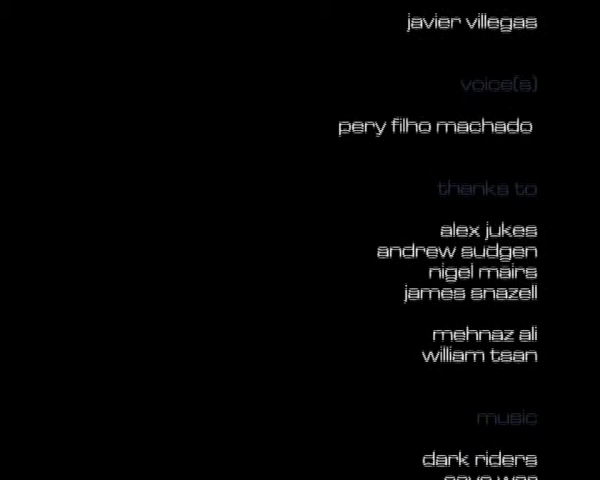 javier villegas
voice(s)
pery filho machado
thanks to
alex jukes
andrew sudgen
nigel mairs
james snazell
mehnaz ali
william tsan
music
dark riders